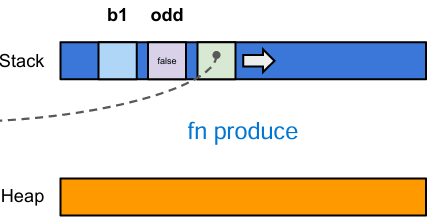 b1 odd
Stack
false
fn produce
Heap